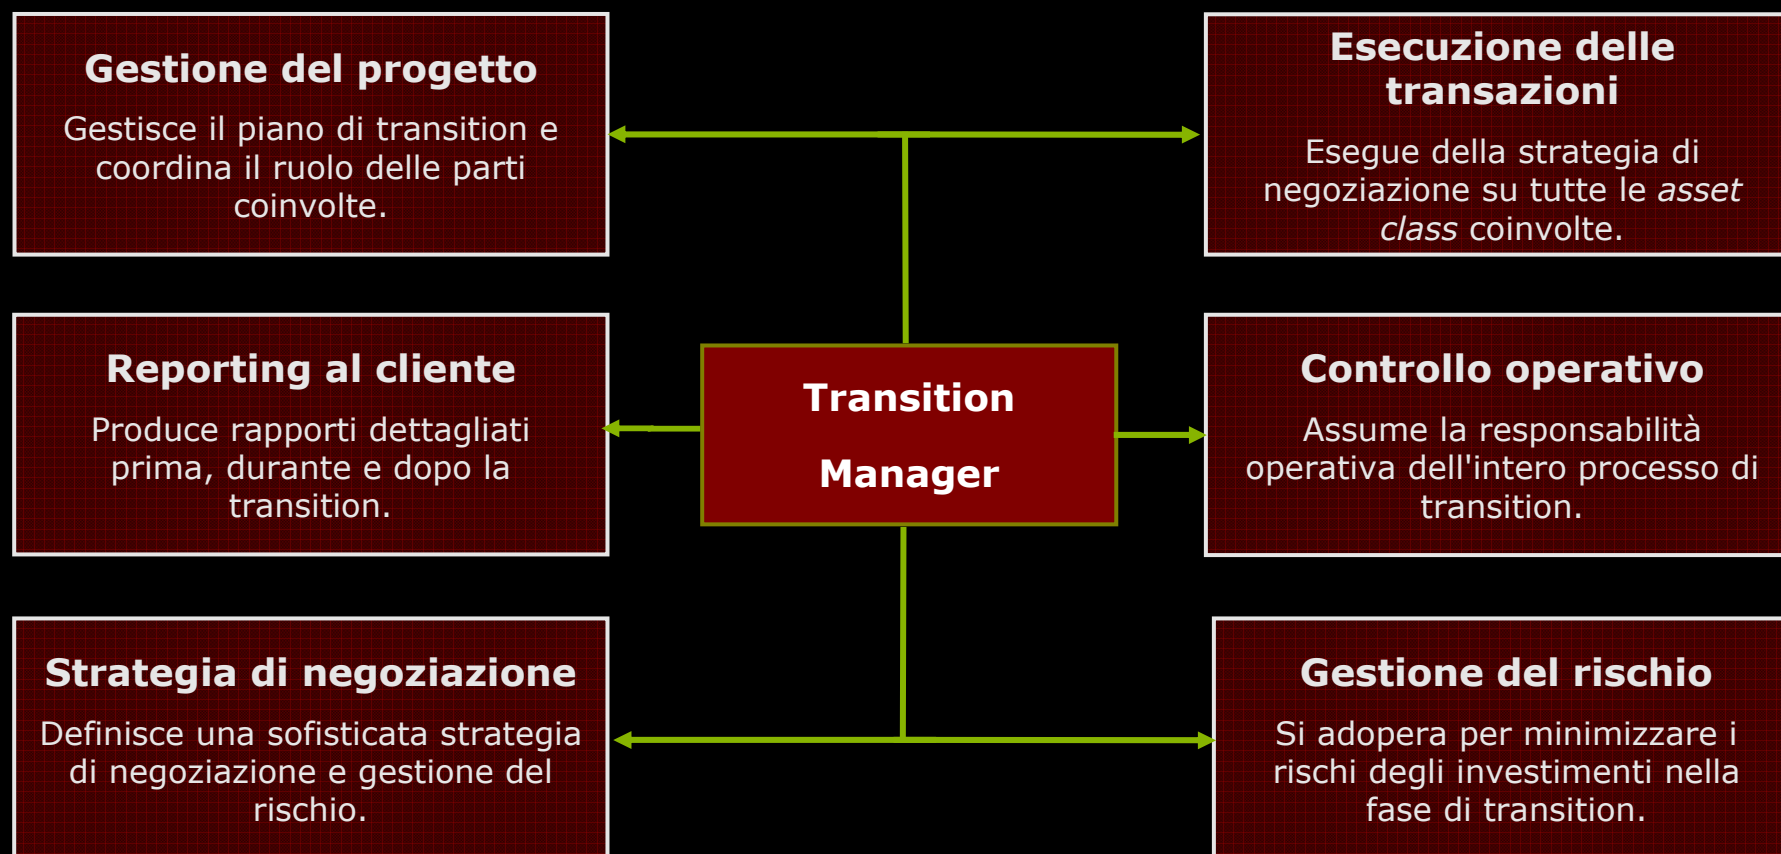 Gestione del progetto
Gestisce il piano di transition e
coordina il ruolo delle parti
coinvolte.
Esecuzione delle
transazioni
Esegue della strategia di
negoziazione su tutte le asset
class coinvolte.
Reporting al cliente
Produce rapporti dettagliati
prima, durante e dopo la
transition.
Transition
Manager
Controllo operativo
Assume la responsabilità
operativa dell'intero processo di
transition.
Strategia di negoziazione
Definisce una sofisticata strategia
di negoziazione e gestione del
rischio.
Gestione del rischio
Si adopera per minimizzare i
rischi degli investimenti nella
fase di transition.